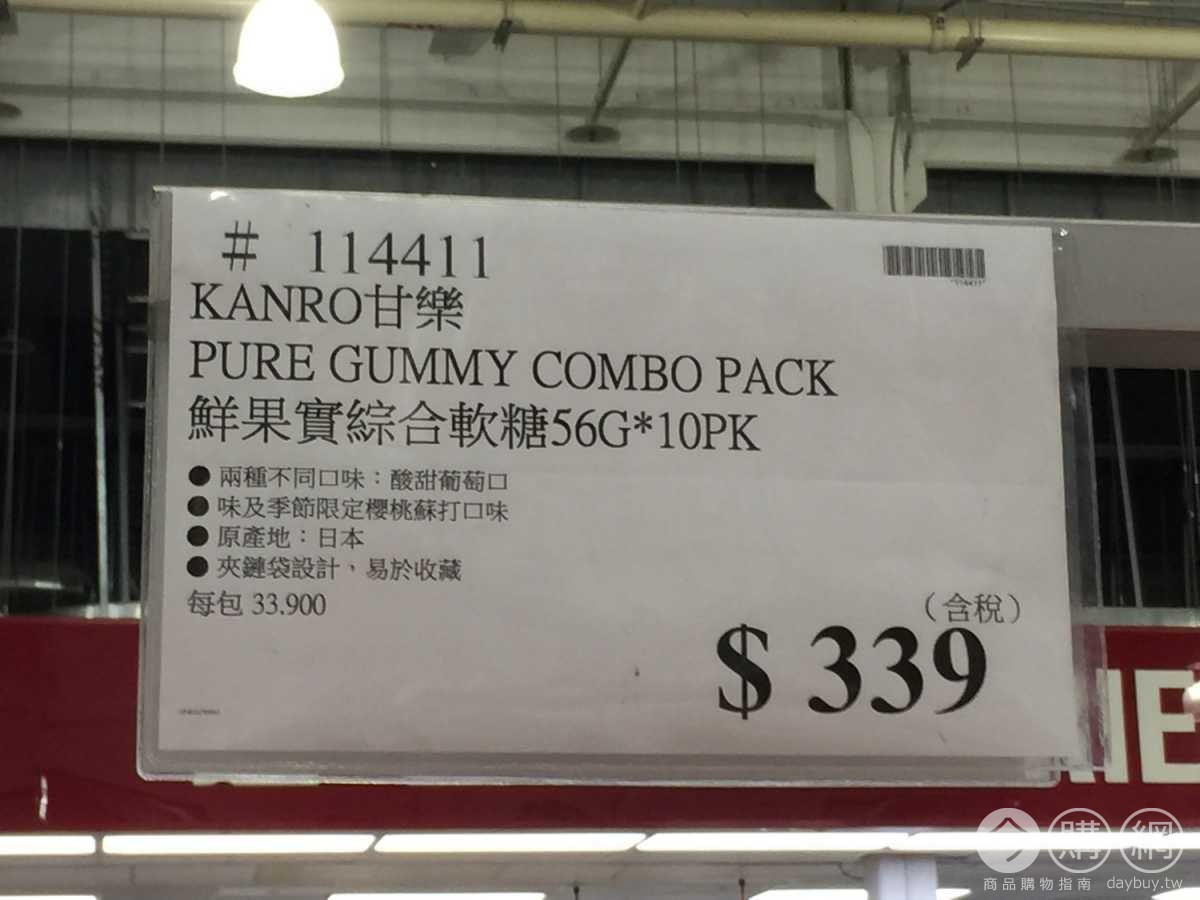 # 114411
"114411"
KANRO甘樂
PURE GUMMY COMBO PACK
鮮果實綜合軟糖56G*10PK
● 兩種不同口味：酸甜葡萄口
● 味及季節限定櫻桃蘇打口味
● 原產地：日本
● 夾鏈袋設計，易於收藏
每包 33.900
（含稅）
$ 339
購網
商品購物指南 daybuy.tw